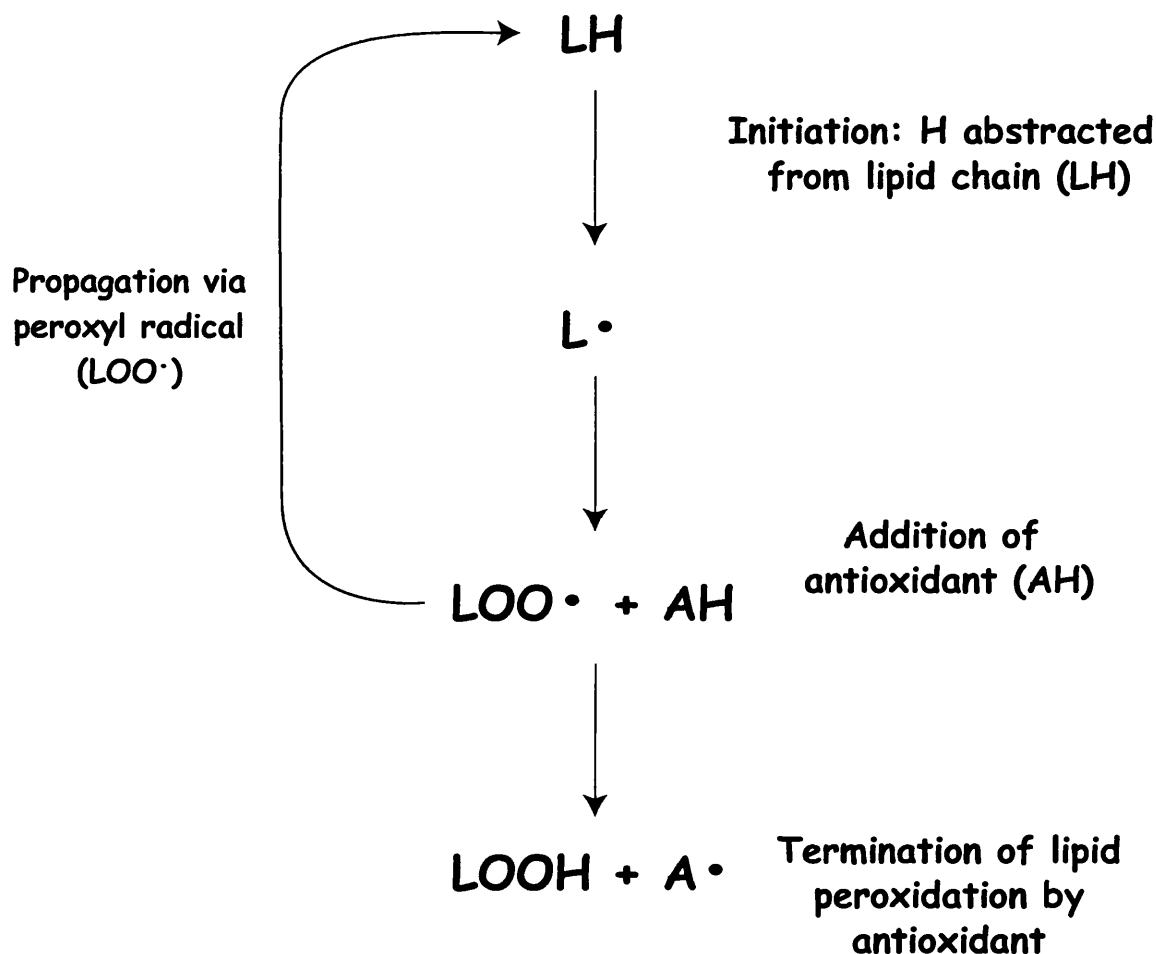 LH
Initiation: H abstracted
from lipid chain (LH)
Propagation via
peroxyl radical
(LOO·)
L•
Addition of
antioxidant (AH)
LOO• + AH
LOOH + A•
Termination of lipid
peroxidation by
antioxidant